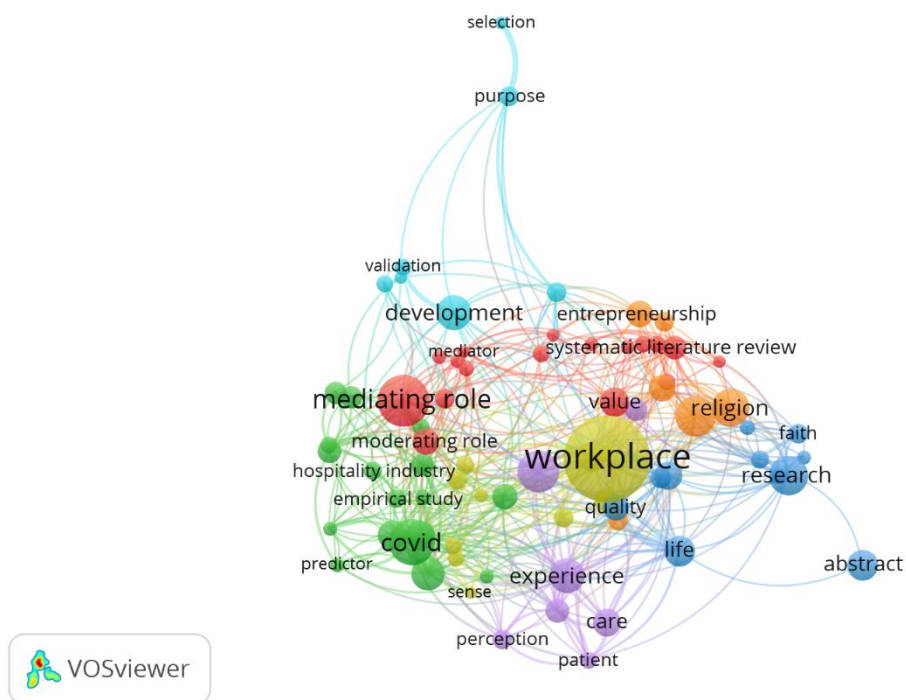 selection
purpose
validation
development
entrepreneurship
mediator
systematic literature review
mediating role
value
religion
moderating role
faith
workplace
hospitality industry
research
empirical study
quality
covid
life
predictor
experience
abstract
sense
care
perception
patient
VOSviewer